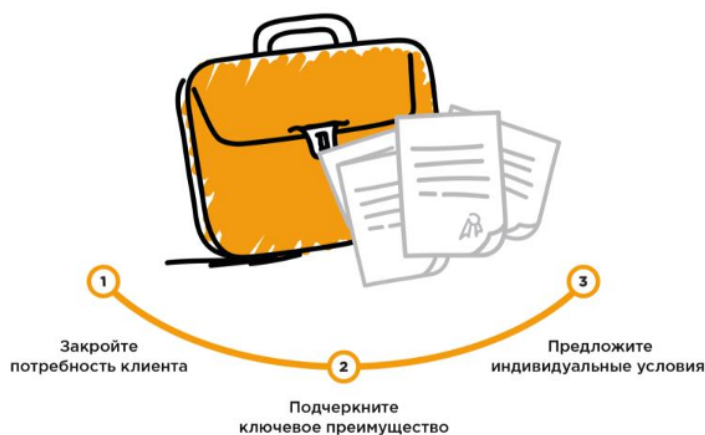 1
Закройте
потребность клиента
2
Подчеркните
ключевое преимущество
3
Предложите
индивидуальные условия